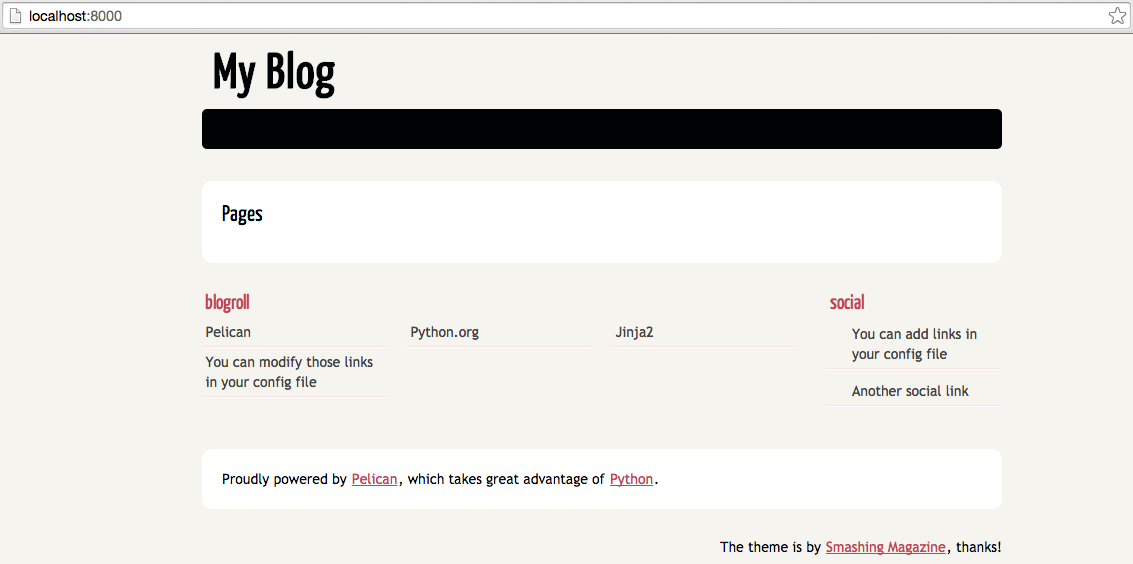 localhost:8000
My Blog
Pages
blogroll
Pelican
Python.org
Jinja2
You can modify those links
in your config file
social
You can add links in
your config file
Another social link
Proudly powered by Pelican, which takes great advantage of Python.
The theme is by Smashing Magazine, thanks!